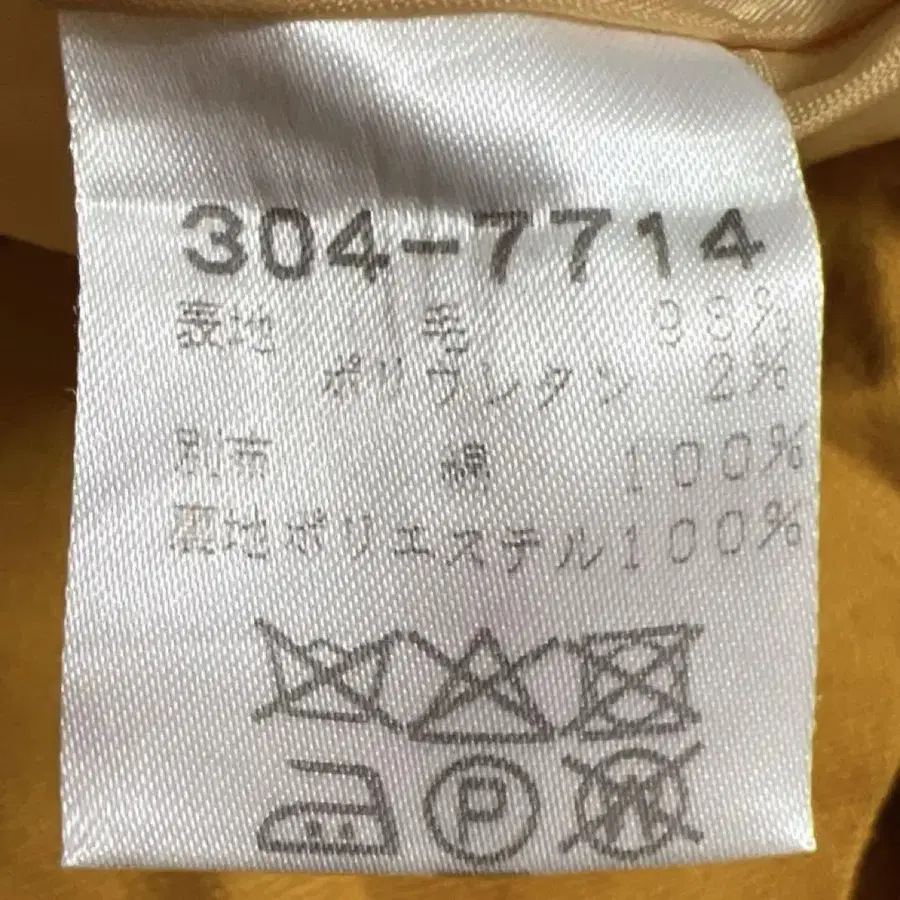 304-7714
表地 毛 98%
ポリウレタン 2%
別布 綿 100%
裏地ポリエステル100%
P
W